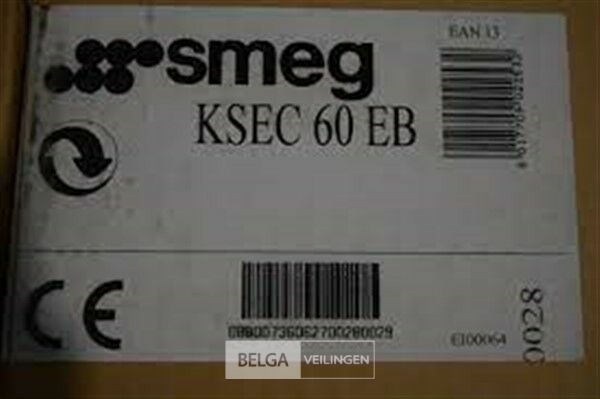 smeg
EAN 13
KSEC 60 EB
CE
EI00064
0028
BELGA VEILINGEN